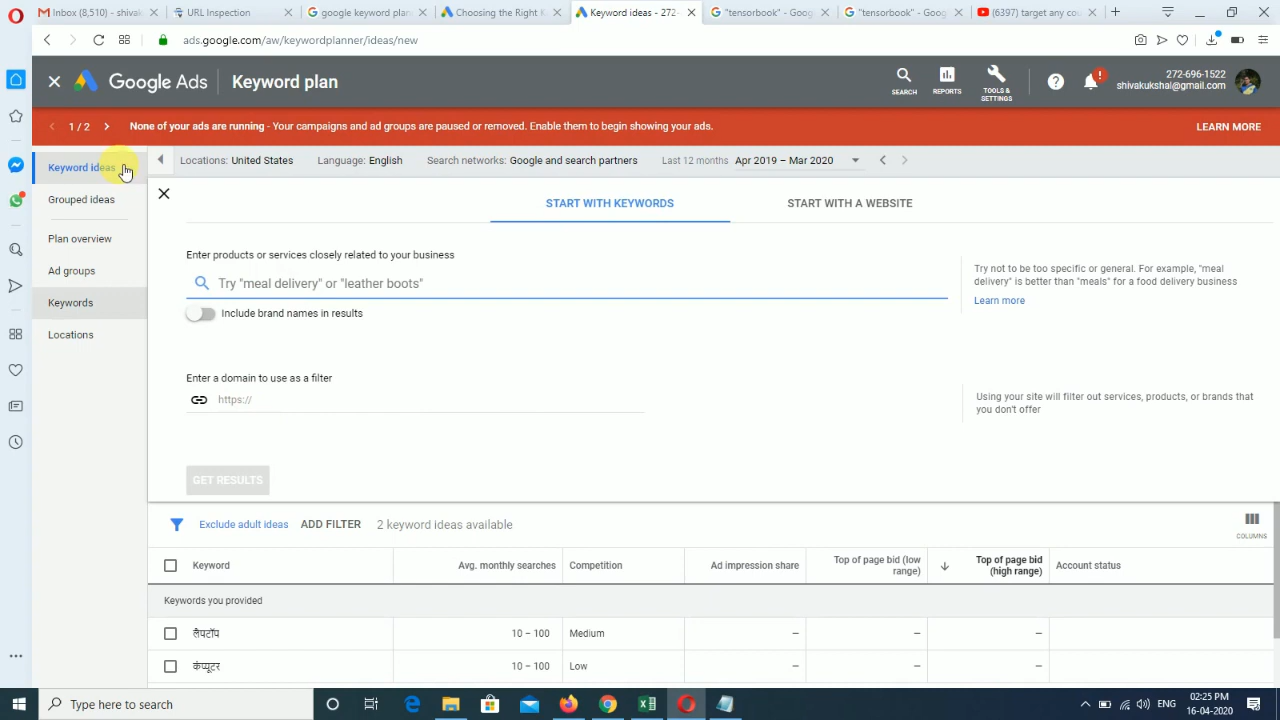 Inbox (8,510) - shivak
URL Inspection
google keyword plan
Choosing the Right K
Keyword ideas - 272-
"tensorbook" - Goog
"tensorbook" - Goog
(6397) target any cou
ads.google.com/aw/keywordplanner/ideas/new
Google Ads
Keyword plan
SEARCH
REPORTS
TOOLS &
SETTINGS
272-696-1522
shivakukshal@gmail.com
1 / 2
None of your ads are running - Your campaigns and ad groups are paused or removed. Enable them to begin showing your ads.
LEARN MORE
Keyword ideas
Grouped ideas
Plan overview
Ad groups
Keywords
Locations
Locations: United States
Language: English
Search networks: Google and search partners
Last 12 months
Apr 2019 – Mar 2020
START WITH KEYWORDS
START WITH A WEBSITE
Enter products or services closely related to your business
Try "meal delivery" or "leather boots"
Include brand names in results
Try not to be too specific or general. For example, "meal
delivery" is better than "meals" for a food delivery business
Learn more
Enter a domain to use as a filter
https://
Using your site will filter out services, products, or brands that
you don't offer
GET RESULTS
Exclude adult ideas
ADD FILTER
2 keyword ideas available
COLUMNS
Keyword
Avg. monthly searches
Competition
Ad impression share
Top of page bid (low
range)
Top of page bid
(high range)
Account status
Keywords you provided
लैपटॉप
10 – 100
Medium
–
–
–
कंप्यूटर
10 – 100
Low
–
–
–
Type here to search
ENG
02:25 PM
16-04-2020